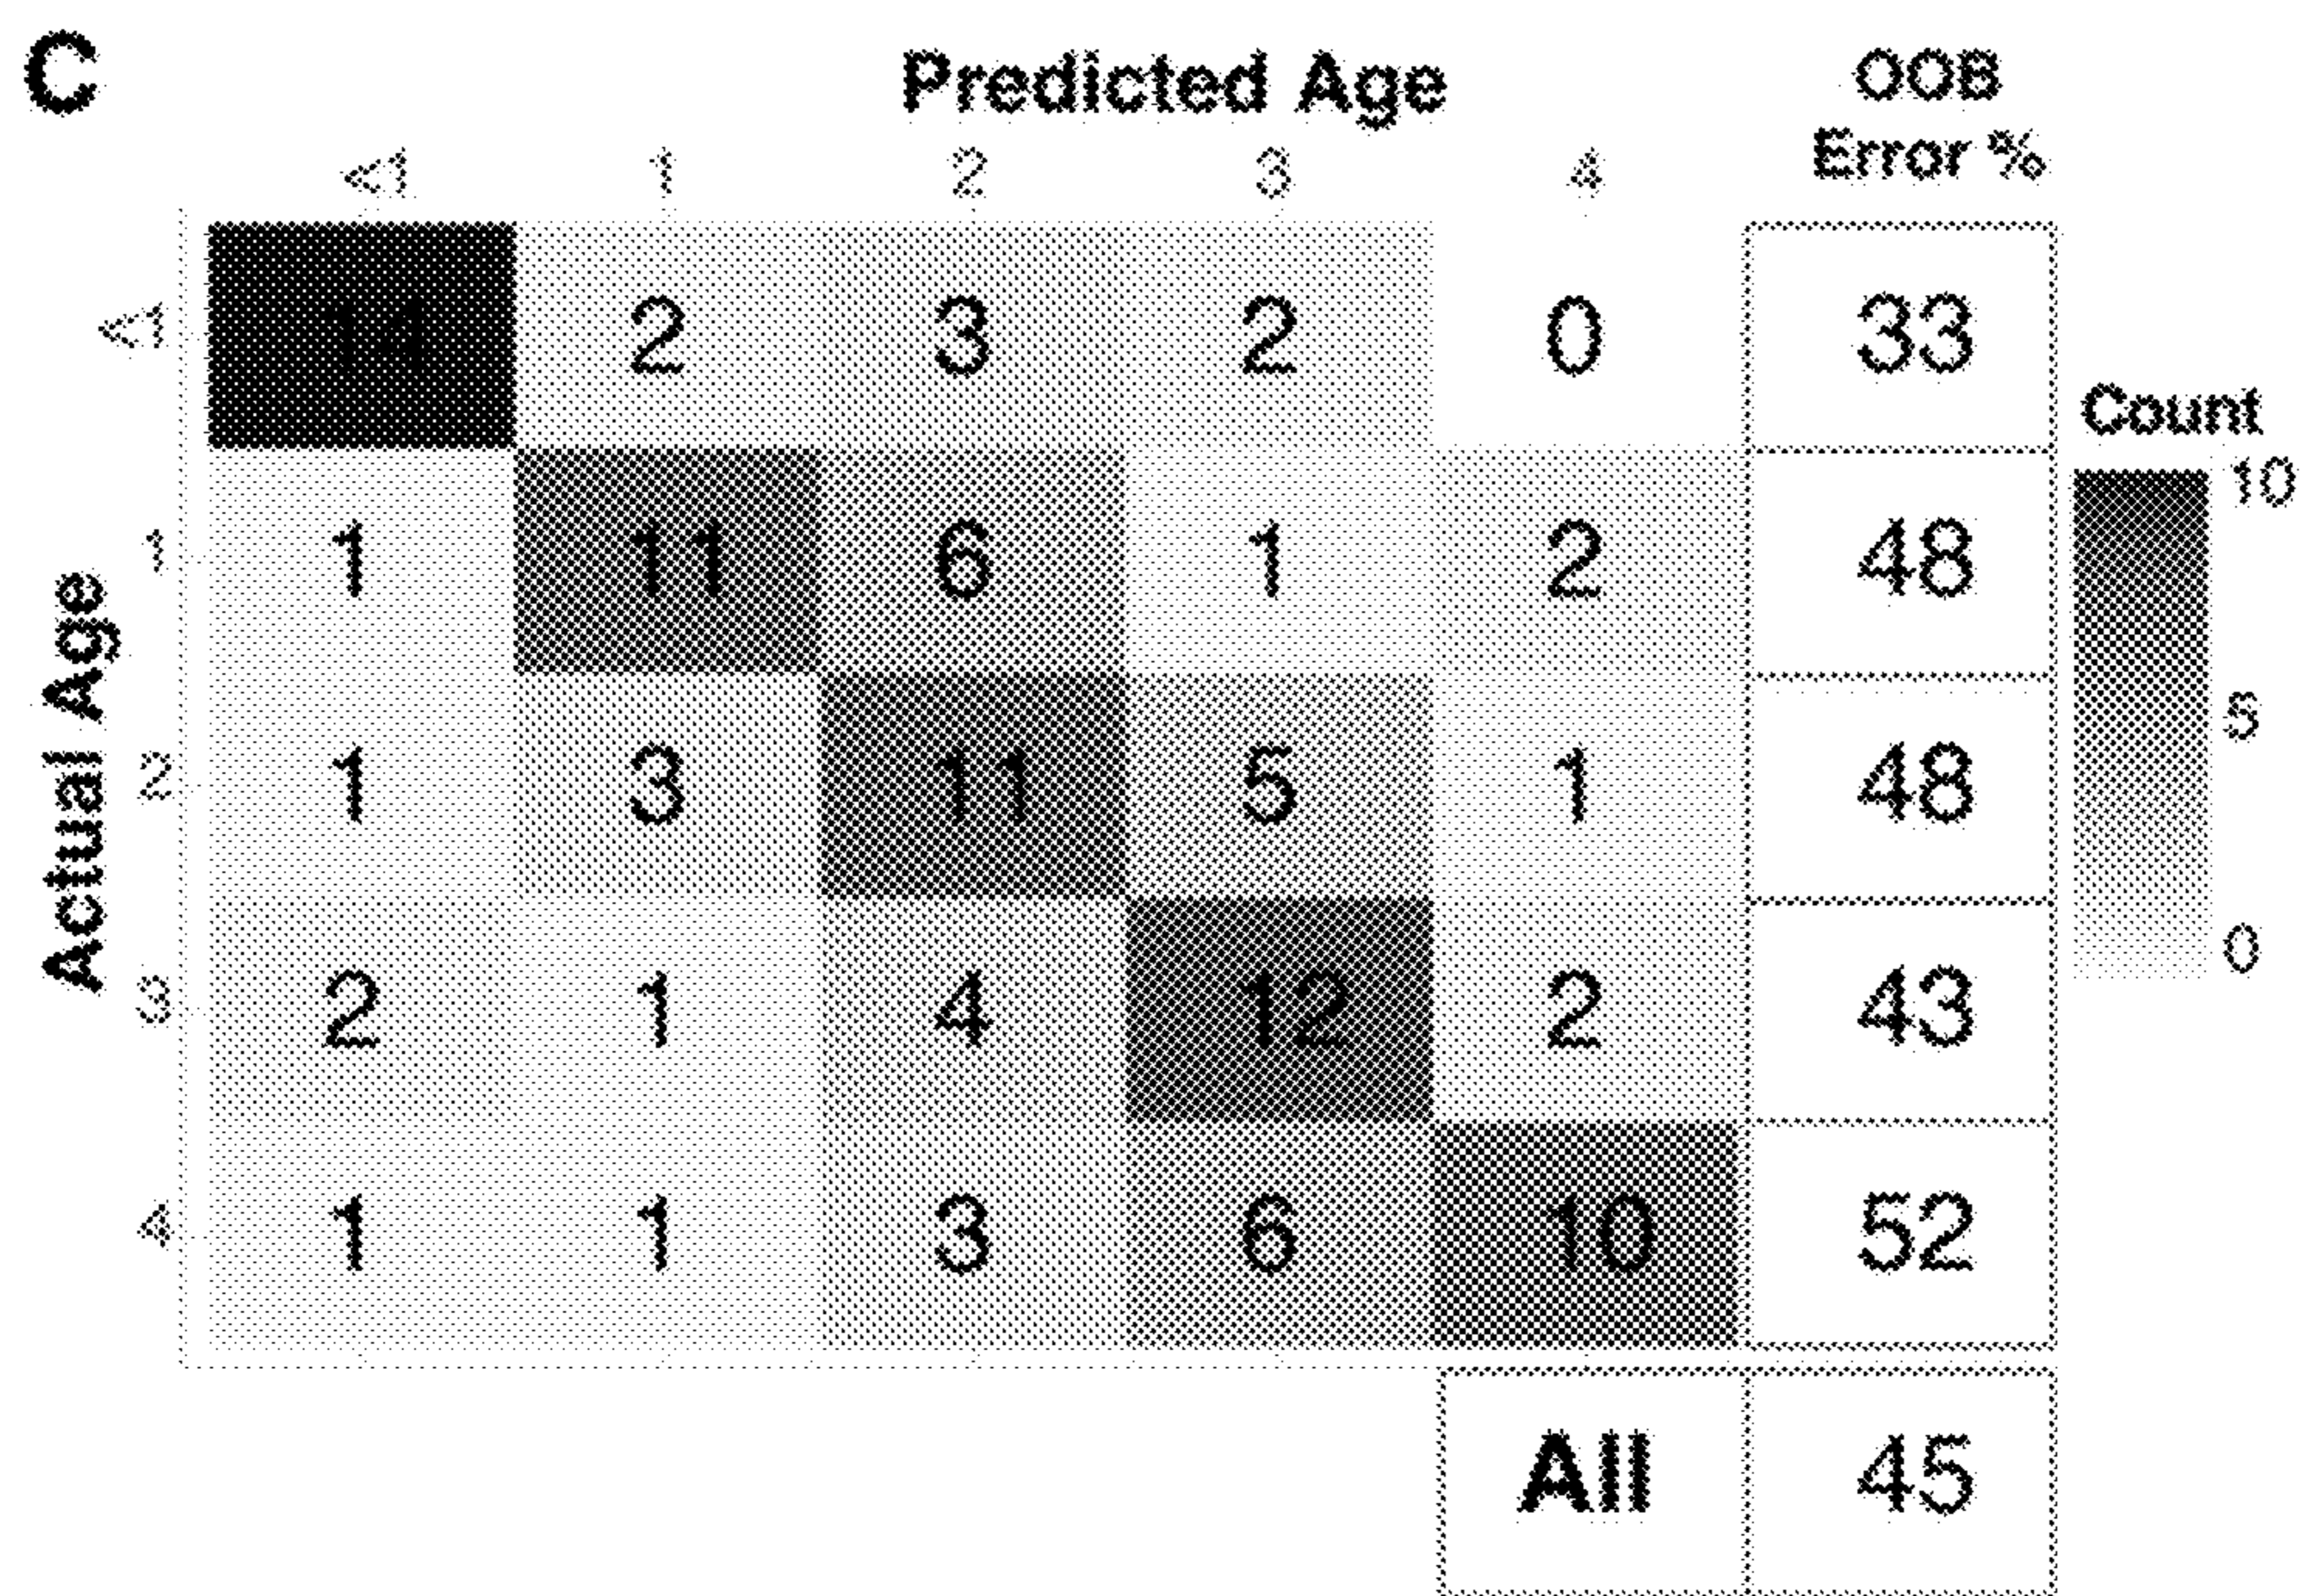 C
Predicted Age
OOB
Error %
<1 1 2 3 4
<1 14 2 3 2 0 33
1 1 11 6 1 2 48
2 1 3 11 5 1 48
3 2 1 4 12 2 43
4 1 1 3 6 10 52
All 45
Actual Age
Count
10
5
0